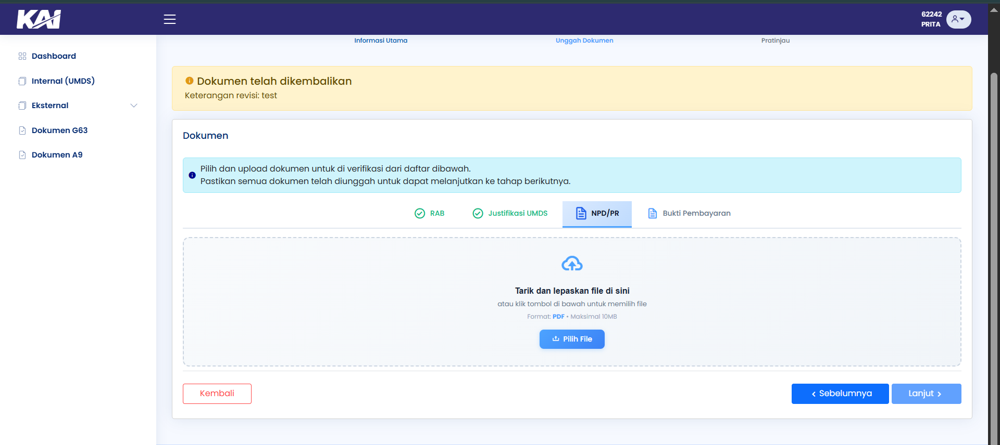 KAI
62242
PRITA
Dashboard
Internal (UMDS)
Eksternal
Dokumen G63
Dokumen A9
Informasi Utama
Unggah Dokumen
Pratinjau
Dokumen telah dikembalikan
Keterangan revisi: test
Dokumen
Pilih dan upload dokumen untuk di verifikasi dari daftar dibawah.
Pastikan semua dokumen telah diunggah untuk dapat melanjutkan ke tahap berikutnya.
RAB
Justifikasi UMDS
NPD/PR
Bukti Pembayaran
Tarik dan lepaskan file di sini
atau klik tombol di bawah untuk memilih file
Format: PDF • Maksimal 10MB
Pilih File
Kembali
Sebelumnya
Lanjut